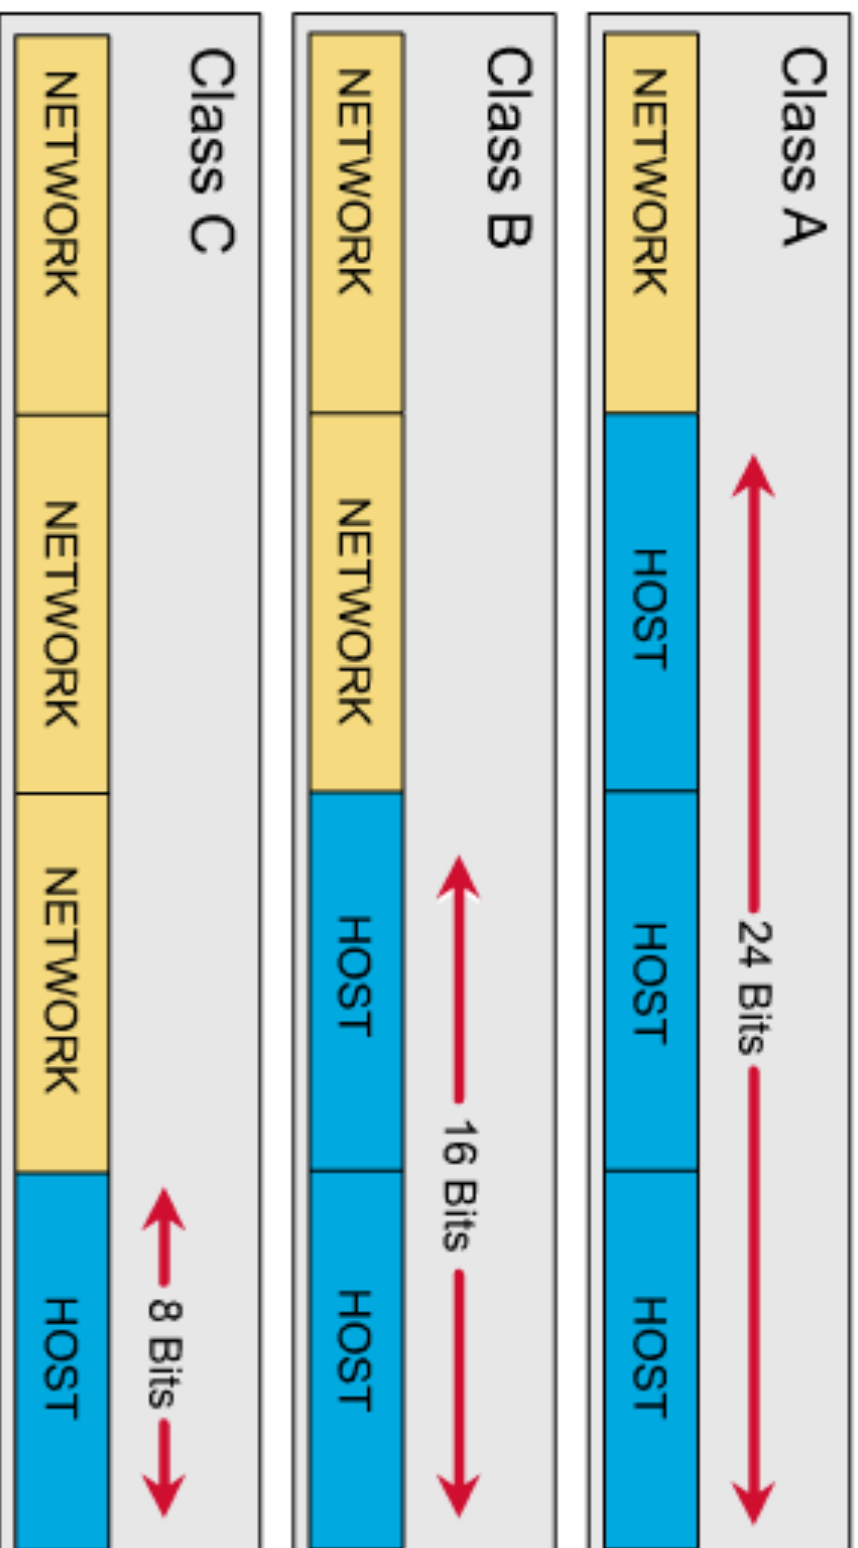 Class A
24 Bits
NETWORK HOST HOST HOST
Class B
16 Bits
NETWORK NETWORK HOST HOST
Class C
8 Bits
NETWORK NETWORK NETWORK HOST